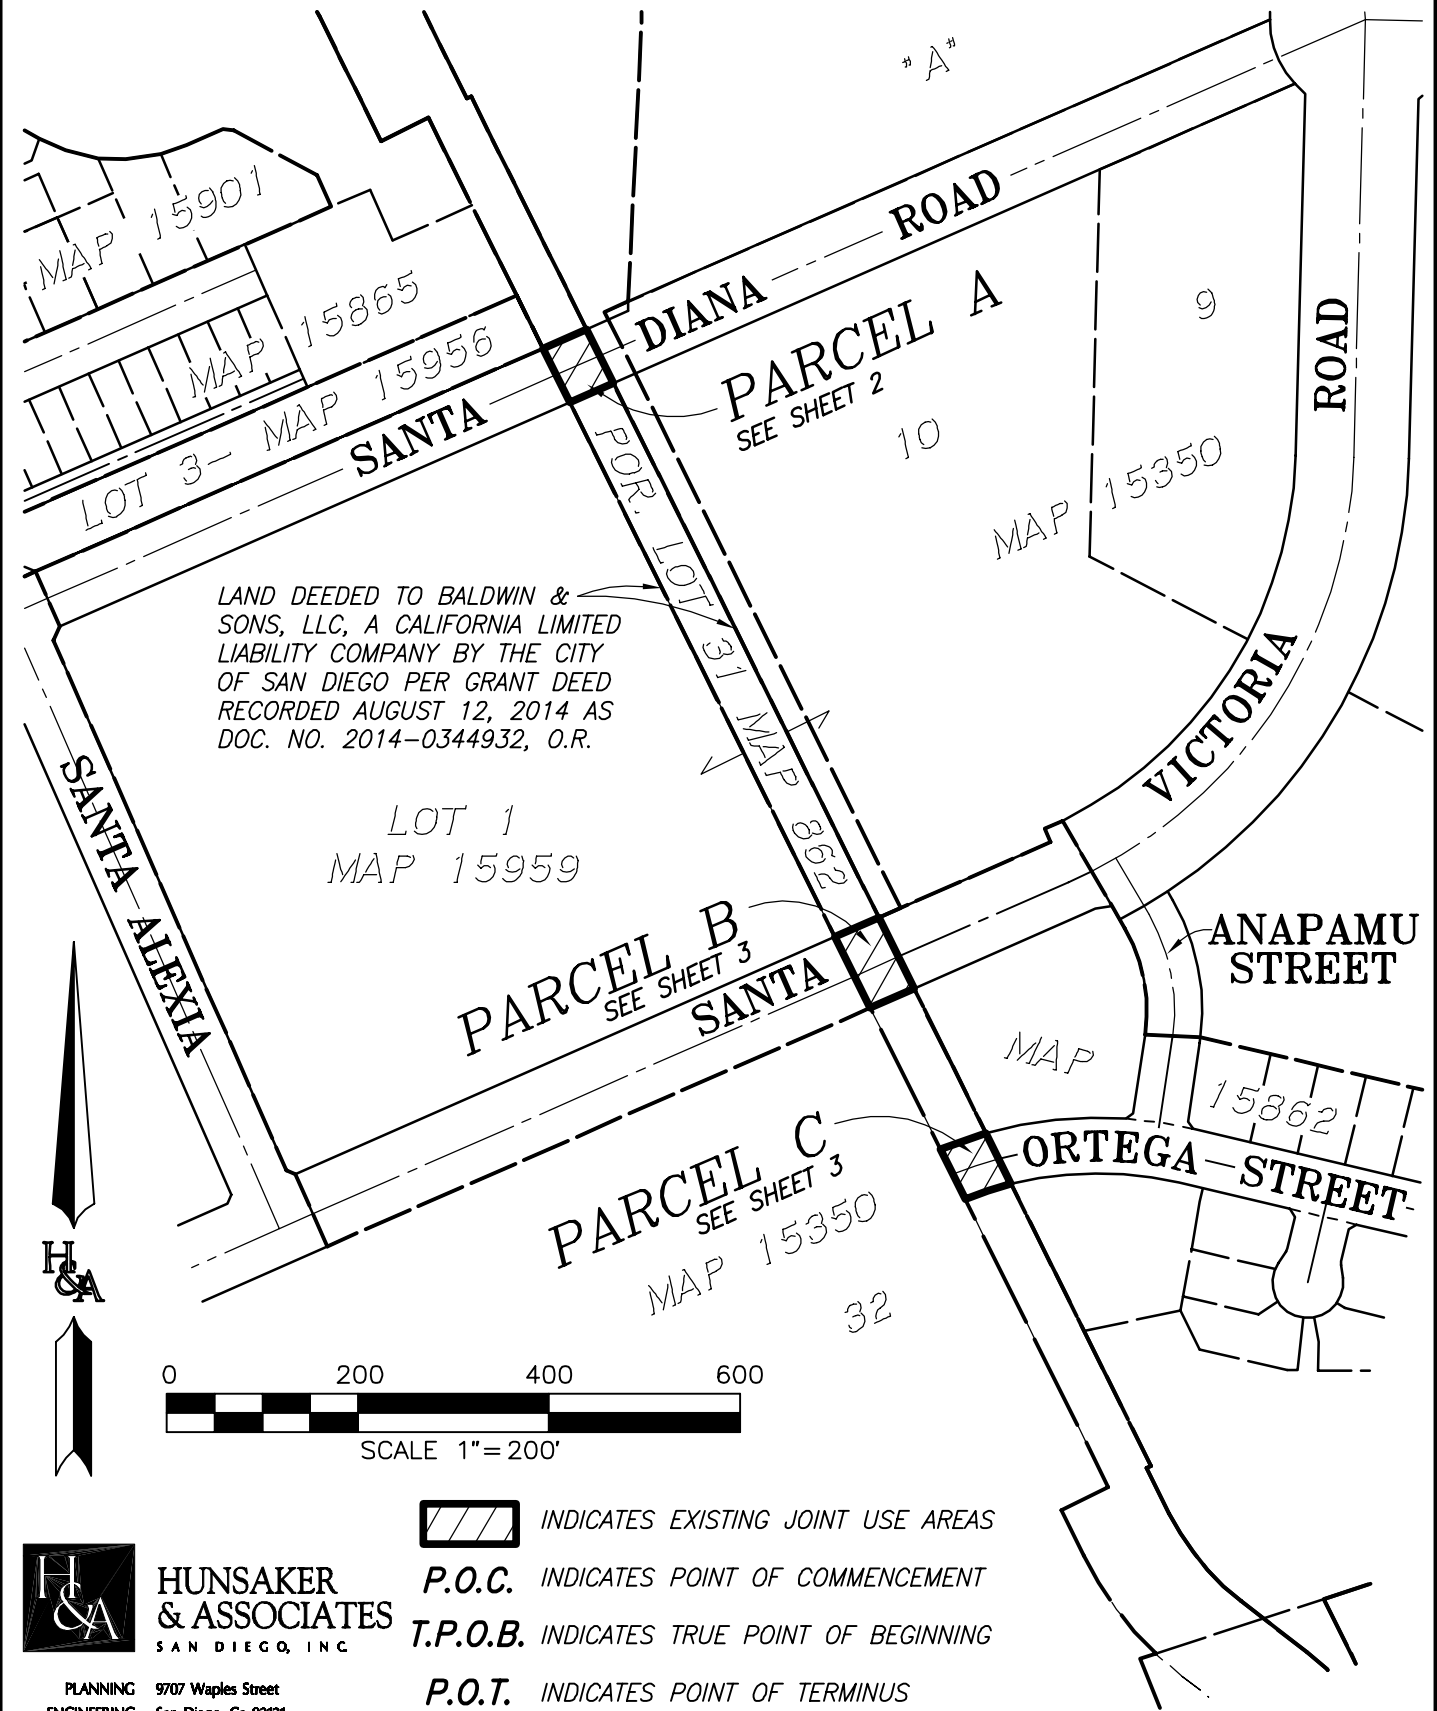 "A"
MAP 15901
ROAD
DIANA
PARCEL A
SEE SHEET 2
9
ROAD
MAP 15865
LOT 3- MAP 15956
SANTA
10
MAP 15350
POR. LOT 31 MAP 862
LAND DEEDED TO BALDWIN &
SONS, LLC, A CALIFORNIA LIMITED
LIABILITY COMPANY BY THE CITY
OF SAN DIEGO PER GRANT DEED
RECORDED AUGUST 12, 2014 AS
DOC. NO. 2014-0344932, O.R.
VICTORIA
LOT 1
MAP 15959
SANTA ALEXIA
PARCEL B
SEE SHEET 3
SANTA
ANAPAMU
STREET
MAP
15862
PARCEL C
SEE SHEET 3
ORTEGA STREET
MAP 15350
32
H&A
0 200 400 600
SCALE 1"=200'
INDICATES EXISTING JOINT USE AREAS
P.O.C. INDICATES POINT OF COMMENCEMENT
T.P.O.B. INDICATES TRUE POINT OF BEGINNING
P.O.T. INDICATES POINT OF TERMINUS
H&A
HUNSAKER
& ASSOCIATES
SAN DIEGO, INC
PLANNING 9707 Waples Street
ENGINEERING San Diego, Ca 92121